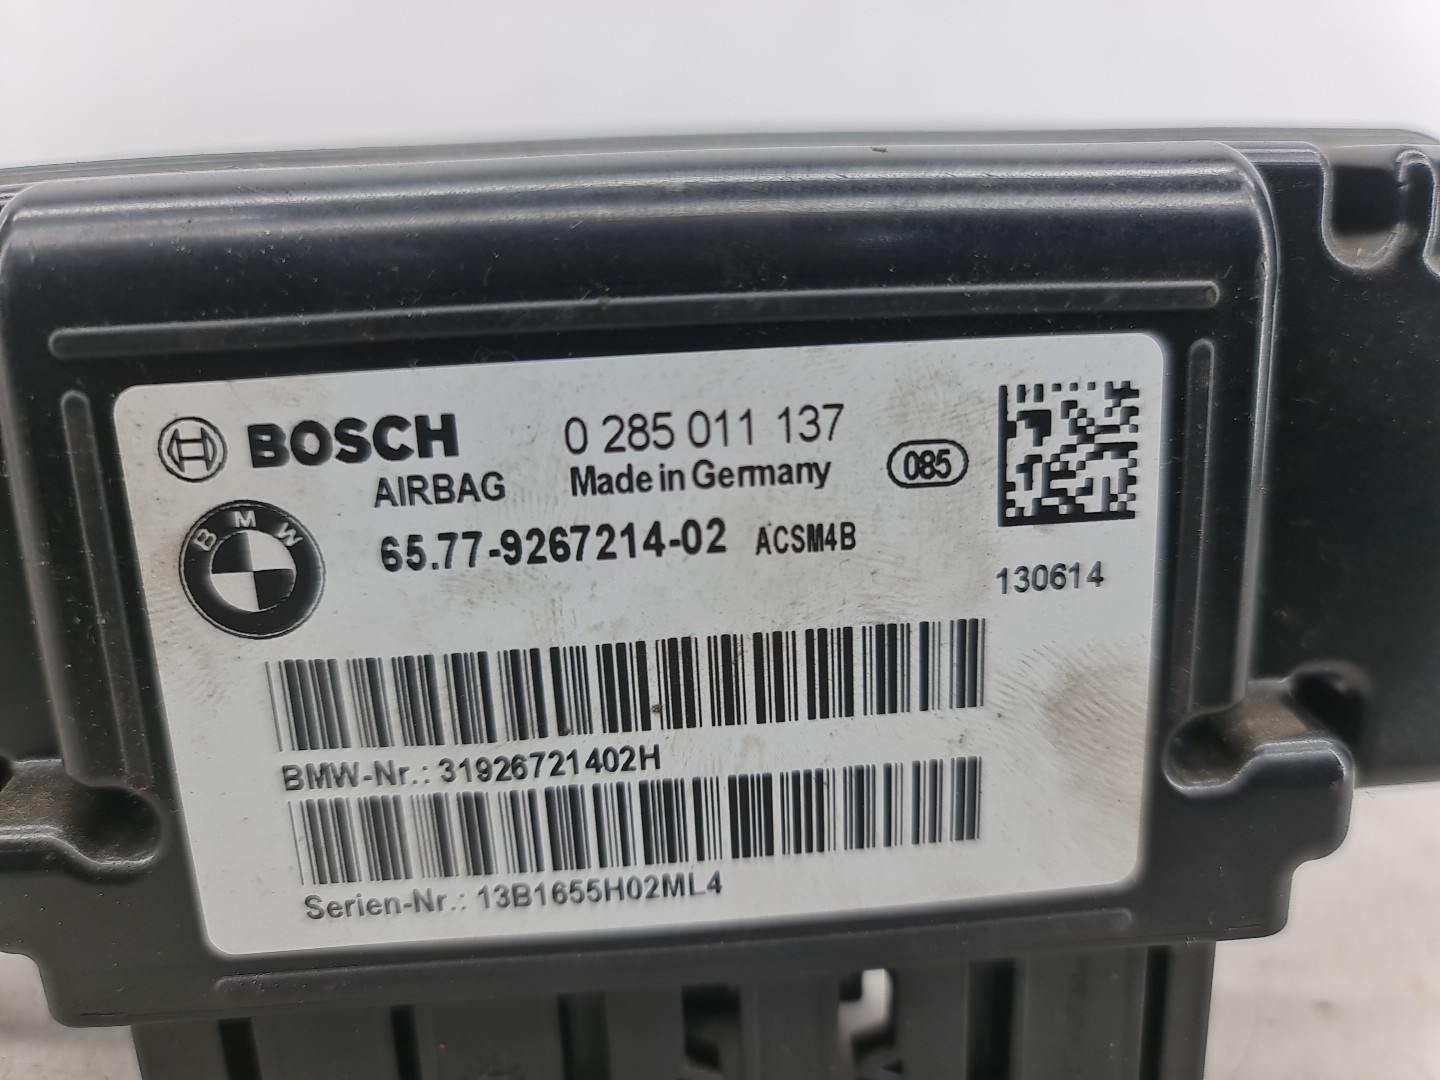 BOSCH 0 285 011 137
AIRBAG Made in Germany 085
BMW 65.77-9267214-02 ACSM4B
130614
BMW-Nr.: 31926721402H
Serien-Nr.: 13B1655H02ML4